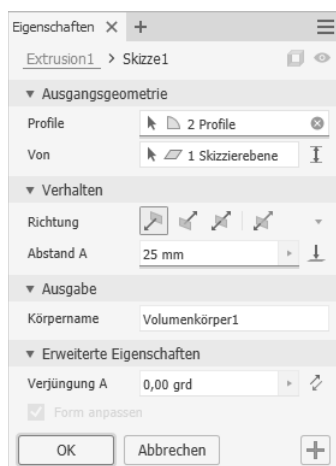 Eigenschaften × +
Extrusion1 > Skizze1
Ausgangsgeometrie
Profile 2 Profile
Von 1 Skizzierebene
Verhalten
Richtung
Abstand A 25 mm
Ausgabe
Körpername Volumenkörper1
Erweiterte Eigenschaften
Verjüngung A 0,00 grd
Form anpassen
OK Abbrechen +